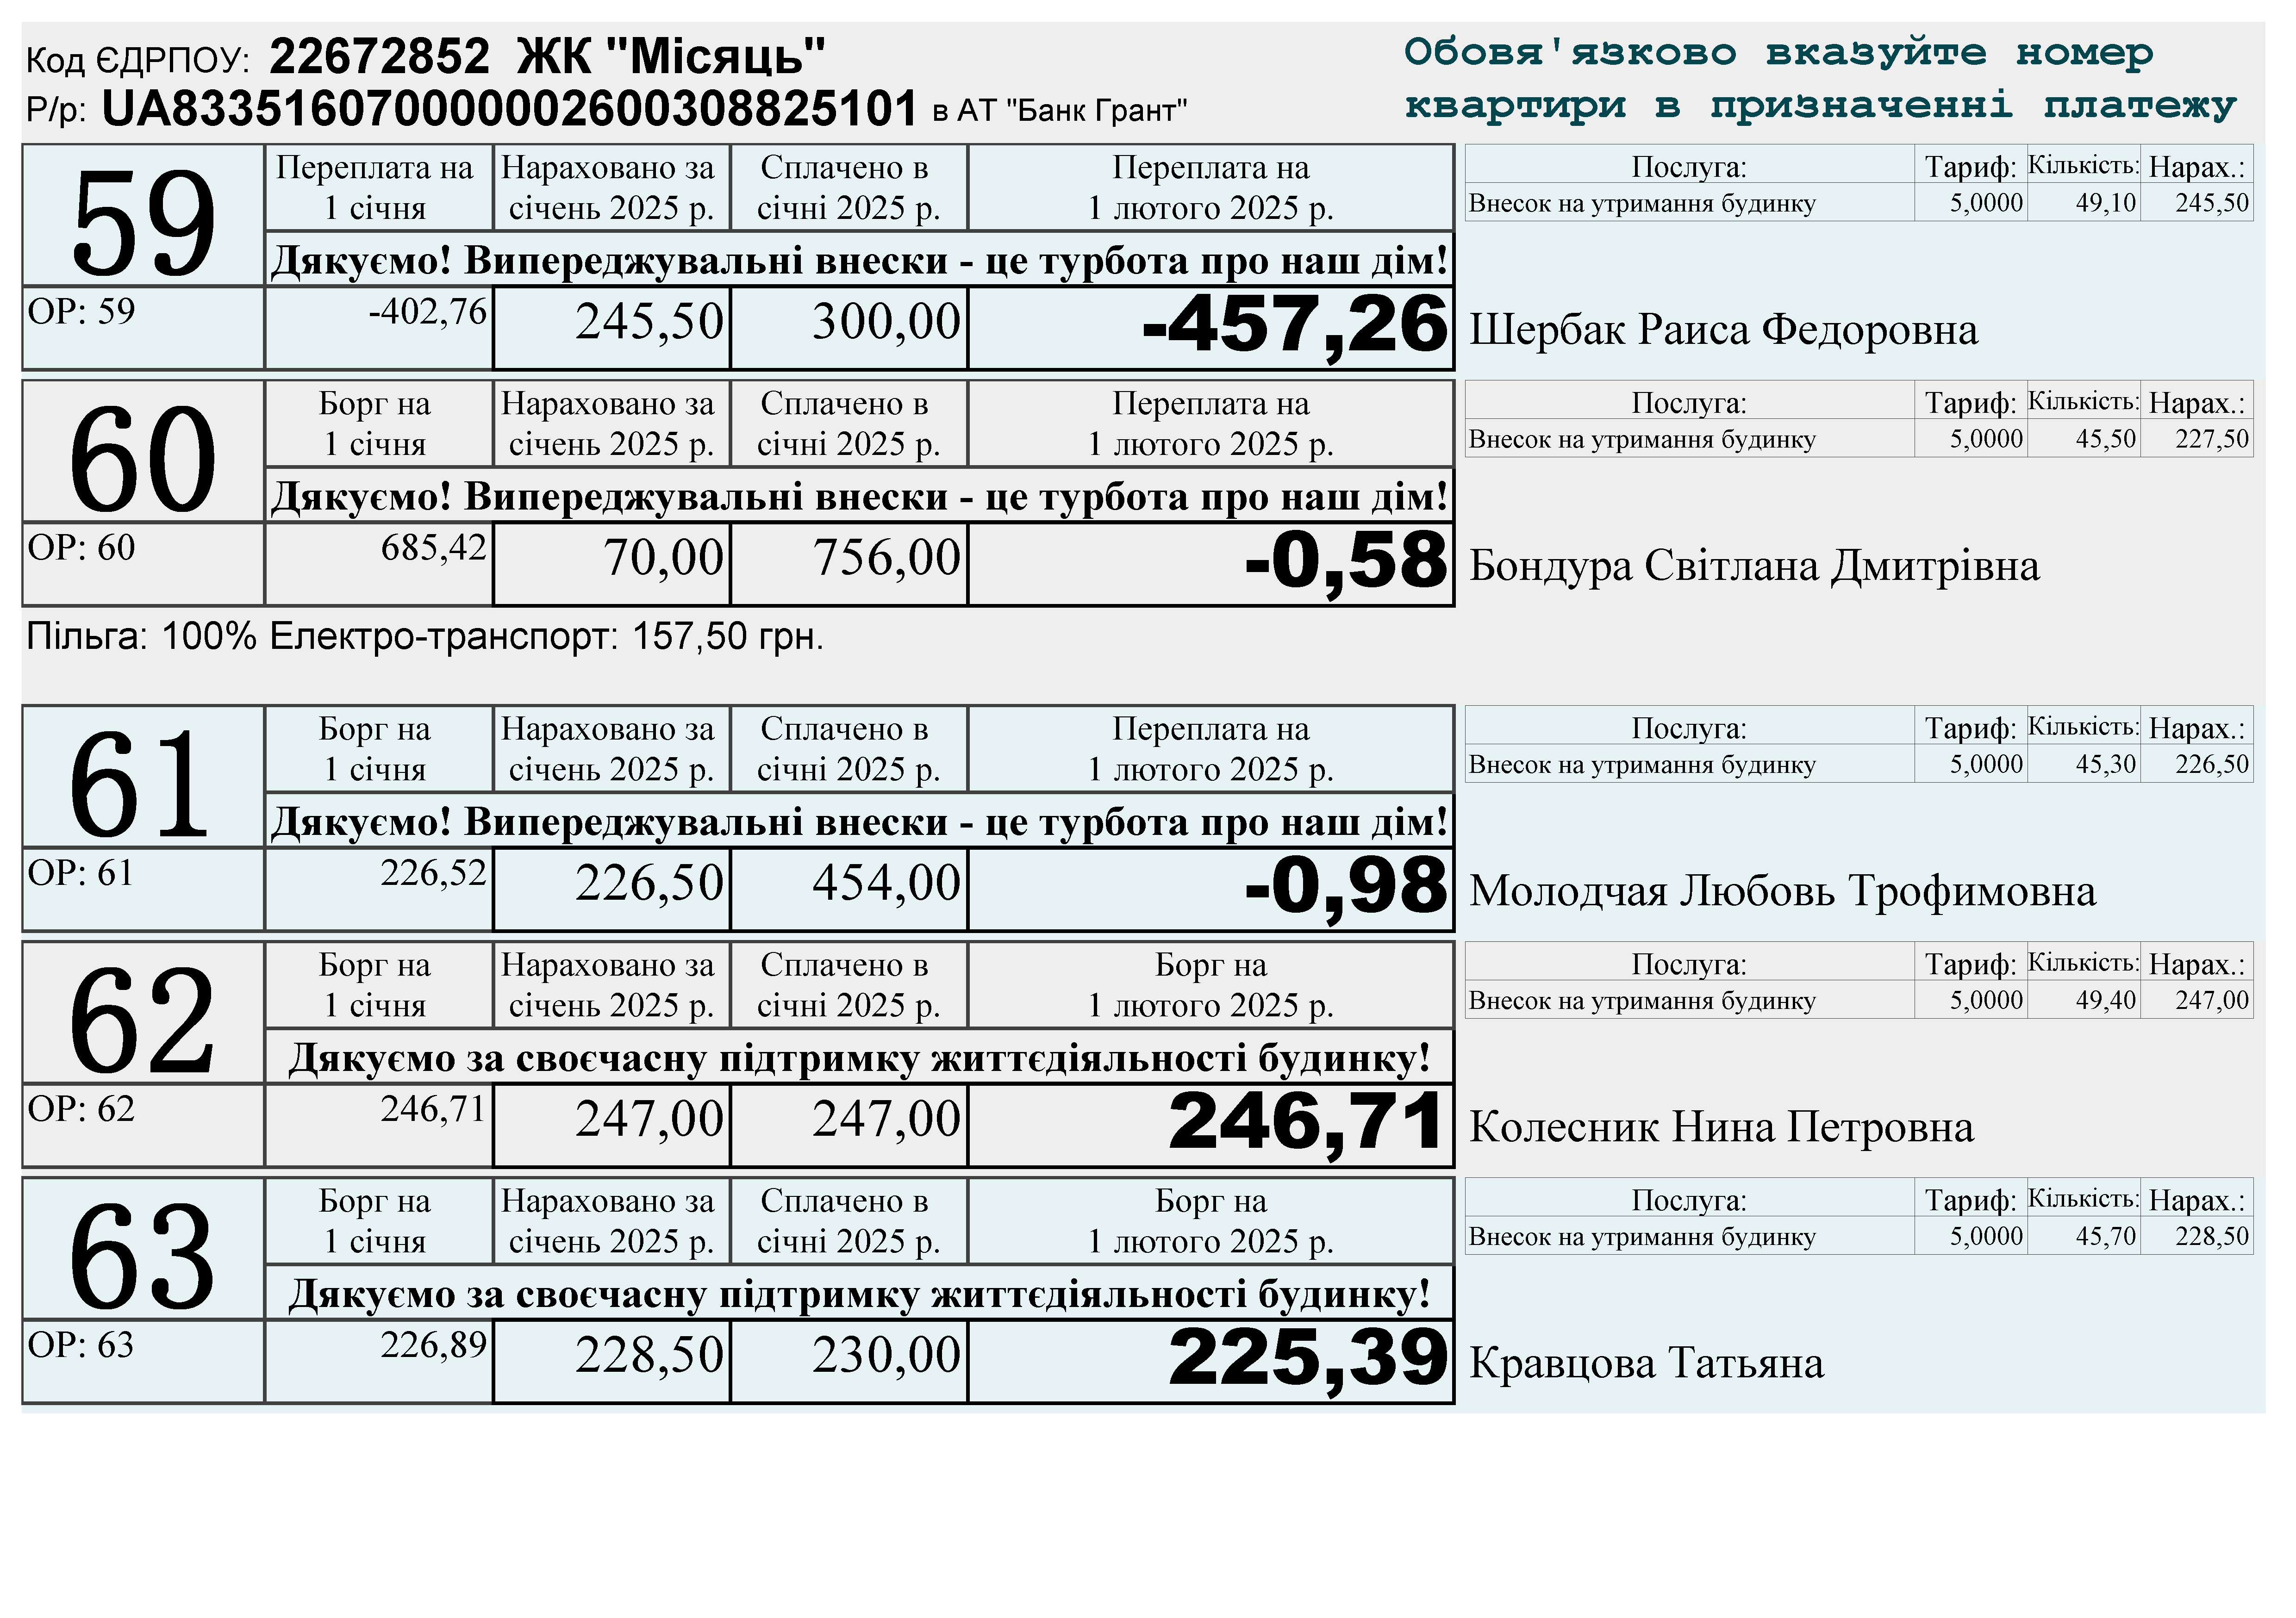 Код ЄДРПОУ: 22672852 ЖК "Місяць"
Р/р: UA833516070000002600308825101 в АТ "Банк Грант"
Обовя'язково вказуйте номер
квартири в призначенні платежу
59
Переплата на 1 січня
Нараховано за січень 2025 р.
Сплачено в січні 2025 р.
Переплата на 1 лютого 2025 р.
Дякуємо! Випереджувальні внески - це турбота про наш дім!
ОР: 59 -402,76 245,50 300,00 -457,26
Послуга: Тариф: Кількість: Нарах.:
Внесок на утримання будинку 5,0000 49,10 245,50
Шербак Раиса Федоровна
60
Борг на 1 січня
Нараховано за січень 2025 р.
Сплачено в січні 2025 р.
Переплата на 1 лютого 2025 р.
Дякуємо! Випереджувальні внески - це турбота про наш дім!
ОР: 60 685,42 70,00 756,00 -0,58
Послуга: Тариф: Кількість: Нарах.:
Внесок на утримання будинку 5,0000 45,50 227,50
Бондура Світлана Дмитрівна
Пільга: 100% Електро-транспорт: 157,50 грн.
61
Борг на 1 січня
Нараховано за січень 2025 р.
Сплачено в січні 2025 р.
Переплата на 1 лютого 2025 р.
Дякуємо! Випереджувальні внески - це турбота про наш дім!
ОР: 61 226,52 226,50 454,00 -0,98
Послуга: Тариф: Кількість: Нарах.:
Внесок на утримання будинку 5,0000 45,30 226,50
Молодчая Любовь Трофимовна
62
Борг на 1 січня
Нараховано за січень 2025 р.
Сплачено в січні 2025 р.
Борг на 1 лютого 2025 р.
Дякуємо за своєчасну підтримку життєдіяльності будинку!
ОР: 62 246,71 247,00 247,00 246,71
Послуга: Тариф: Кількість: Нарах.:
Внесок на утримання будинку 5,0000 49,40 247,00
Колесник Нина Петровна
63
Борг на 1 січня
Нараховано за січень 2025 р.
Сплачено в січні 2025 р.
Борг на 1 лютого 2025 р.
Дякуємо за своєчасну підтримку життєдіяльності будинку!
ОР: 63 226,89 228,50 230,00 225,39
Послуга: Тариф: Кількість: Нарах.:
Внесок на утримання будинку 5,0000 45,70 228,50
Кравцова Татьяна